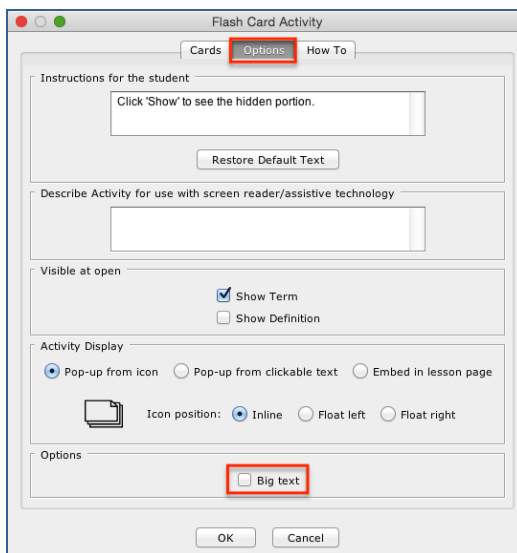 Flash Card Activity
Cards Options How To
Instructions for the student
Click 'Show' to see the hidden portion.
Restore Default Text
Describe Activity for use with screen reader/assistive technology
Visible at open
Show Term
Show Definition
Activity Display
Pop-up from icon Pop-up from clickable text Embed in lesson page
Icon position: Inline Float left Float right
Options
Big text
OK Cancel